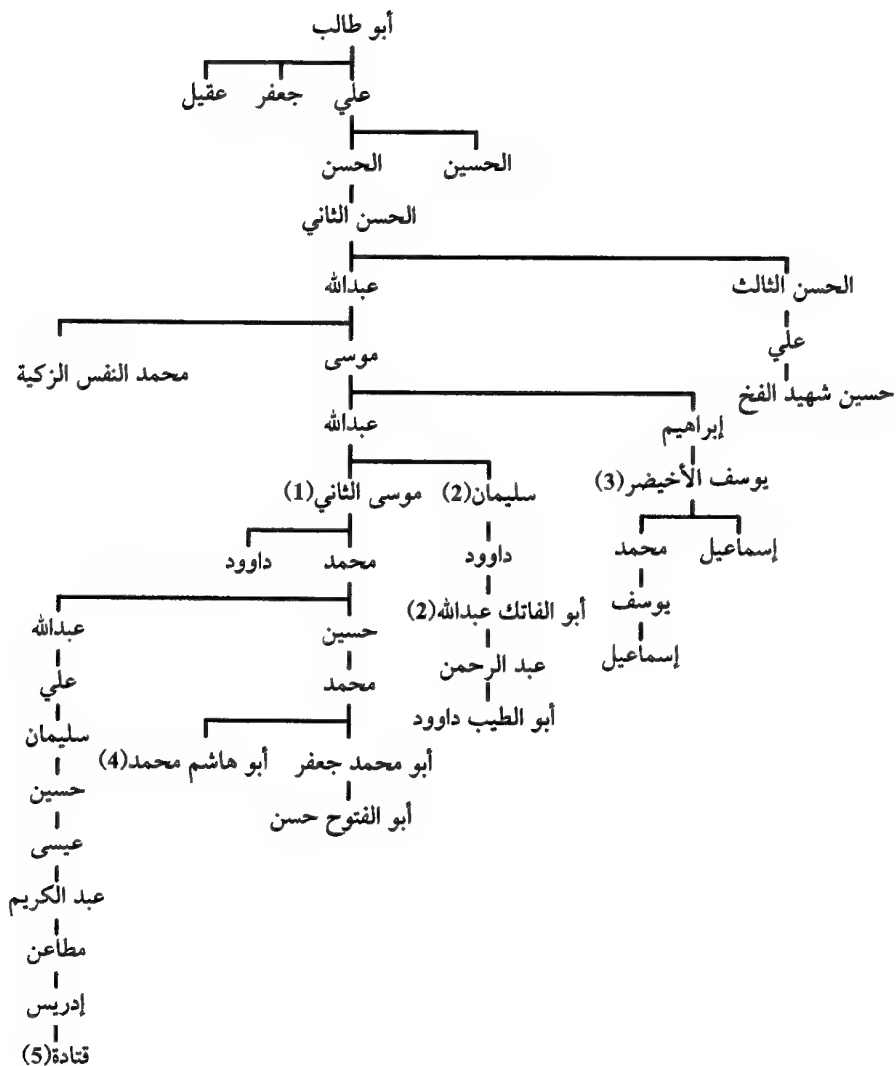 أبو طالب
علي جعفر عقيل
الحسين الحسن
الحسن الثاني
الحسن الثالث عبدالله
علي موسى محمد النفس الزكية
حسين شهيد الفخ
إبراهيم عبدالله
يوسف الأخيضر(3) سليمان(2) موسى الثاني(1)
إسماعيل محمد داوود محمد داوود
يوسف أبو الفاتك عبدالله(2) حسين عبدالله
إسماعيل عبد الرحمن محمد علي
أبو الطيب داوود سليمان
أبو محمد جعفر أبو هاشم محمد(4)
حسين
أبو الفتوح حسن
عيسى
عبد الكريم
مطاعن
إدريس
قتادة(5)